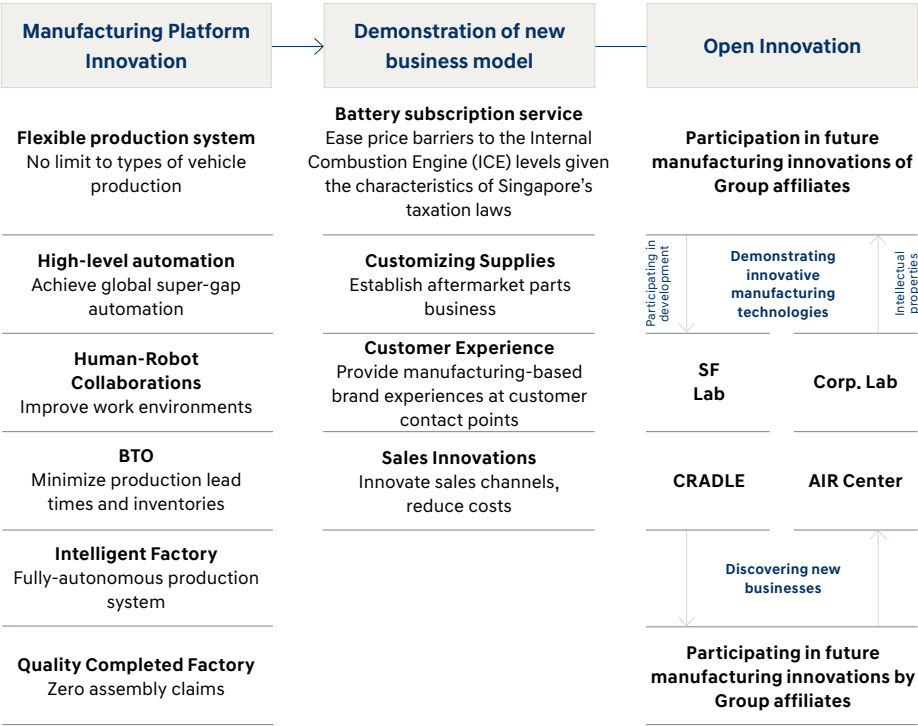 Manufacturing Platform
Innovation
Demonstration of new
business model
Open Innovation
Flexible production system
No limit to types of vehicle
production
High-level automation
Achieve global super-gap
automation
Human-Robot
Collaborations
Improve work environments
BTO
Minimize production lead
times and inventories
Intelligent Factory
Fully-autonomous production
system
Quality Completed Factory
Zero assembly claims
Battery subscription service
Ease price barriers to the Internal
Combustion Engine (ICE) levels given
the characteristics of Singapore’s
taxation laws
Customizing Supplies
Establish aftermarket parts
business
Customer Experience
Provide manufacturing-based
brand experiences at customer
contact points
Sales Innovations
Innovate sales channels,
reduce costs
Participation in future
manufacturing innovations of
Group affiliates
Participating in
development
Demonstrating
innovative
manufacturing
technologies
Intellectual
properties
SF
Lab
Corp. Lab
CRADLE
AIR Center
Discovering new
businesses
Participating in future
manufacturing innovations by
Group affiliates